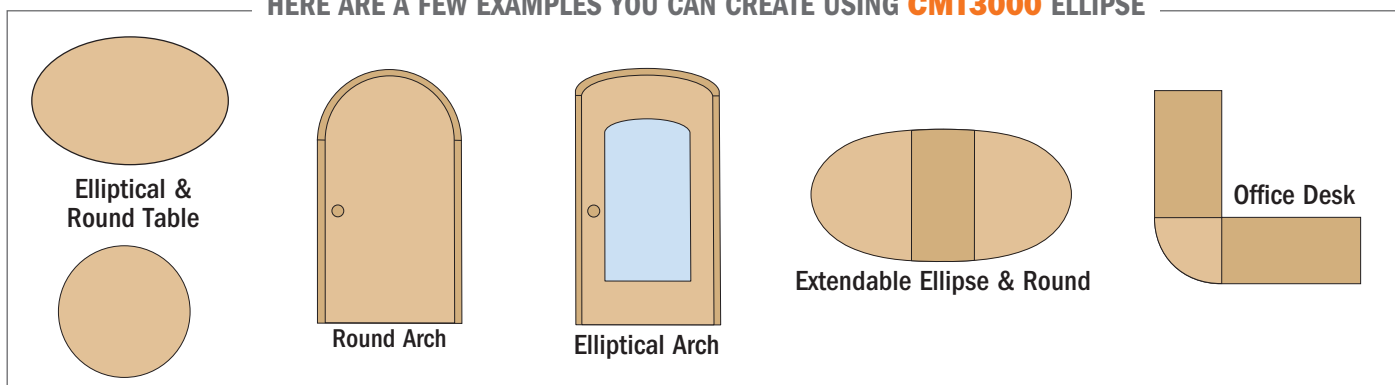 HERE ARE A FEW EXAMPLES YOU CAN CREATE USING CMT3000 ELLIPSE
Elliptical &
Round Table
Round Arch
Elliptical Arch
Extendable Ellipse & Round
Office Desk